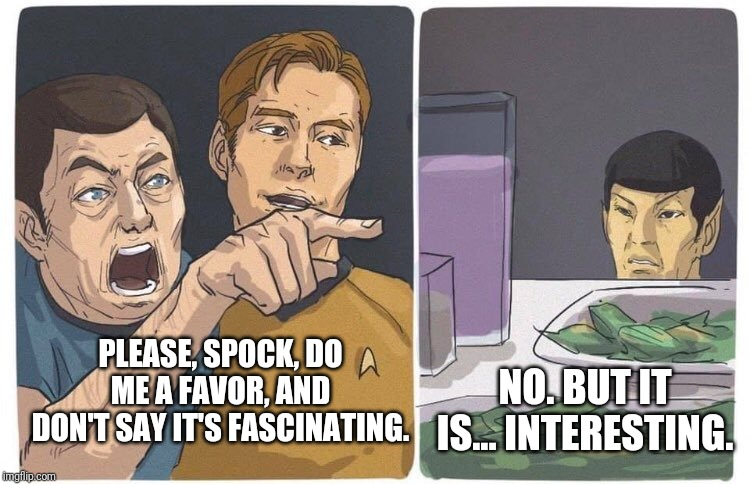 PLEASE, SPOCK, DO
ME A FAVOR, AND
DON'T SAY IT'S FASCINATING.
NO. BUT IT
IS... INTERESTING.
imgflip.com